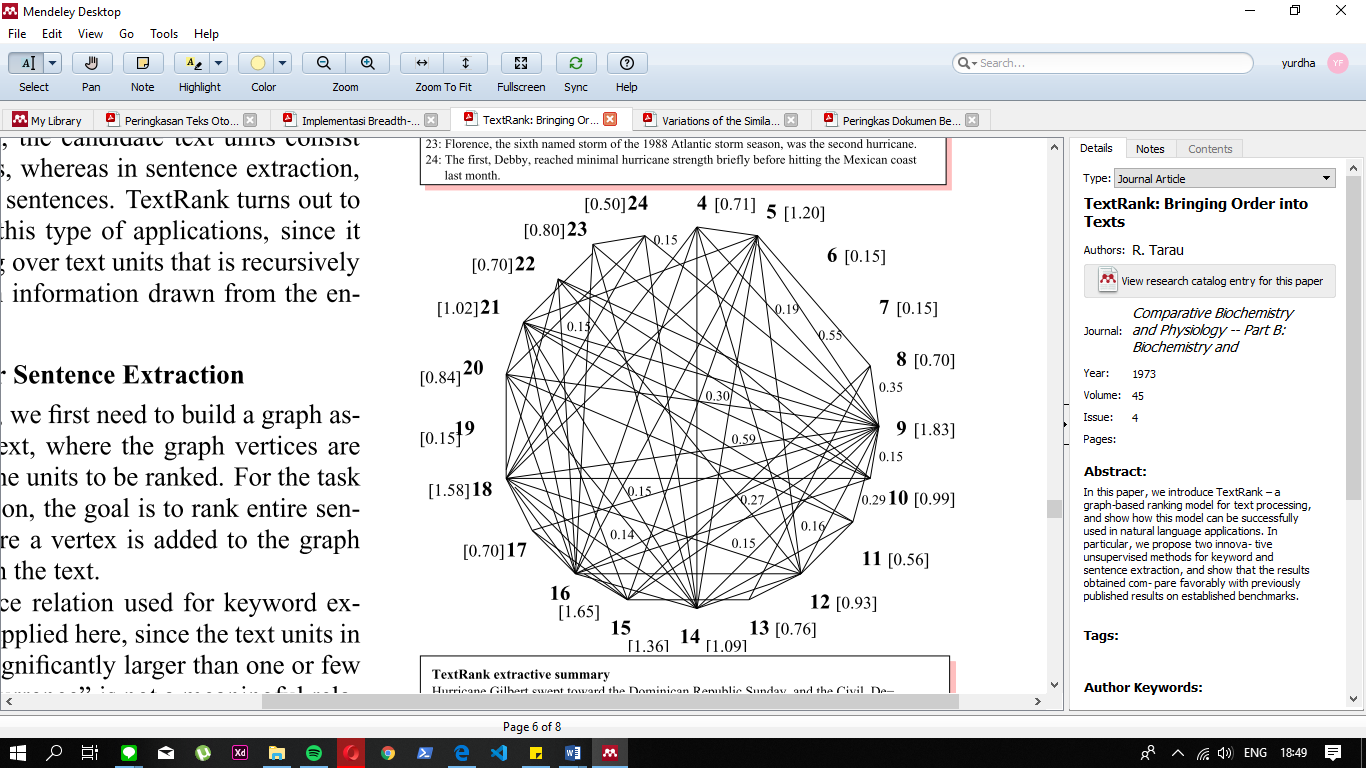 Mendeley Desktop
File Edit View Go Tools Help
Select Pan Note Highlight Color Zoom Zoom To Fit Fullscreen Sync Help
Search...
yurdha
YP
My Library
Peringkasan Teks Oto...
Implementasi Breadth-...
TextRank: Bringing Or...
Variations of the Simila...
Peringkas Dokumen Be...
, the candidate text units consist
s, whereas in sentence extraction,
sentences. TextRank turns out to
this type of applications, since it
g over text units that is recursively
information drawn from the en-
r Sentence Extraction
, we first need to build a graph as-
ext, where the graph vertices are
he units to be ranked. For the task
on, the goal is to rank entire sen-
re a vertex is added to the graph
n the text.
ce relation used for keyword ex-
pplied here, since the text units in
gnificantly larger than one or few
23: Florence, the sixth named storm of the 1988 Atlantic storm season, was the second hurricane.
24: The first, Debby, reached minimal hurricane strength briefly before hitting the Mexican coast
last month.
[0.50] 24
4 [0.71]
5 [1.20]
[0.80] 23
6 [0.15]
[0.70] 22
[1.02] 21
7 [0.15]
8 [0.70]
20
[0.84]
19
[0.15]
9 [1.83]
[1.58] 18
10 [0.99]
[0.70] 17
11 [0.56]
16
[1.65]
12 [0.93]
15
[1.36]
14 [1.09]
13 [0.76]
0.15
0.19
0.15
0.55
0.35
0.30
0.59
0.15
0.15
0.27
0.29
0.16
0.14
0.15
TextRank extractive summary
Hurricane Gilbert swept toward the Dominican Republic Sunday, and the Civil De−
Details Notes Contents
Type: Journal Article
TextRank: Bringing Order into
Texts
Authors: R. Tarau
View research catalog entry for this paper
Journal: Comparative Biochemistry
and Physiology -- Part B:
Biochemistry and
Year: 1973
Volume: 45
Issue: 4
Pages:
Abstract:
In this paper, we introduce TextRank – a
graph-based ranking model for text processing,
and show how this model can be successfully
used in natural language applications. In
particular, we propose two innova- tive
unsupervised methods for keyword and
sentence extraction, and show that the results
obtained com- pare favorably with previously
published results on established benchmarks.
Tags:
Author Keywords:
Page 6 of 8
Xd
ENG 18:49